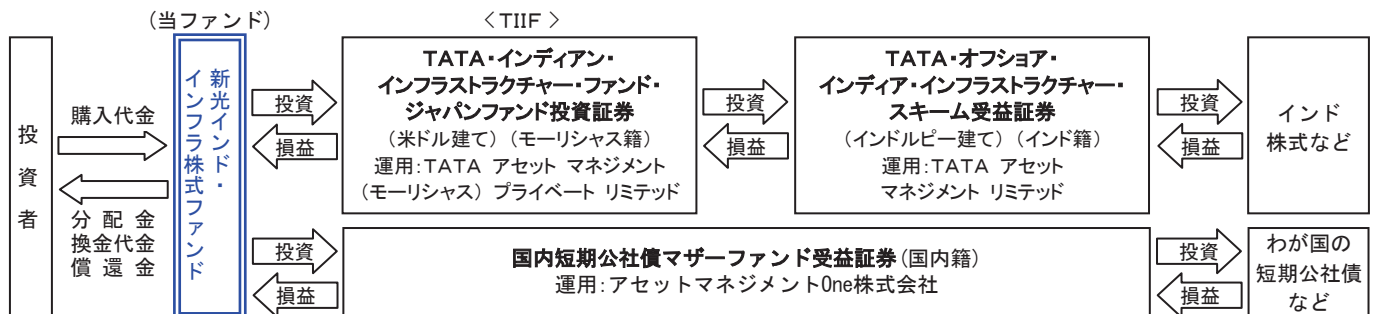 (当ファンド)
<TIIF>
投資者
購入代金
分配金
換金代金
償還金
新光インド・
インフラ株式ファンド
投資
損益
TATA・インディアン・
インフラストラクチャー・ファンド・
ジャパンファンド投資証券
(米ドル建て)(モーリシャス籍)
運用:TATA アセット マネジメント
(モーリシャス) プライベート リミテッド
投資
損益
TATA・オフショア・
インディア・インフラストラクチャー・
スキーム受益証券
(インドルピー建て)(インド籍)
運用:TATA アセット
マネジメント リミテッド
投資
損益
インド
株式など
投資
損益
国内短期公社債マザーファンド受益証券(国内籍)
運用:アセットマネジメントOne株式会社
投資
損益
わが国の
短期公社債
など